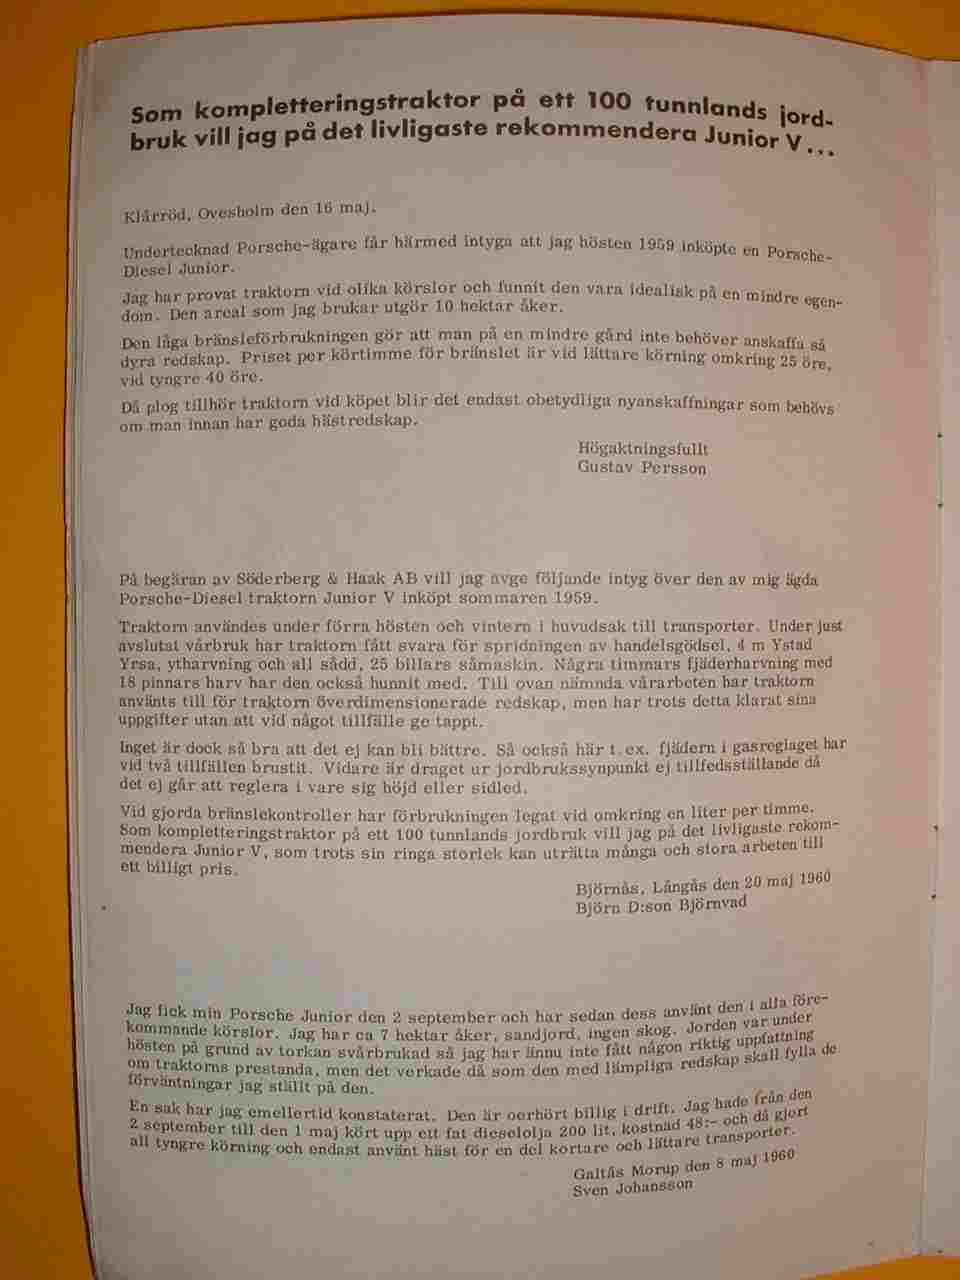 Som kompletteringstraktor på ett 100 tunnlands jord-
bruk vill jag på det livligaste rekommendera Junior V...
Klårröd, Ovesholm den 16 maj.
Undertecknad Porsche-ägare får härmed intyga att jag hösten 1959 inköpte en Porsche-
Diesel Junior.
Jag har provat traktorn vid olika körslor och funnit den vara idealisk på en mindre egen-
dom. Den areal som jag brukar utgör 10 hektar åker.
Den låga bränsleförbrukningen gör att man på en mindre gård inte behöver anskaffa så
dyra redskap. Priset per körtimme för bränslet är vid lättare körning omkring 25 öre,
vid tyngre 40 öre.
Då plog tillhör traktorn vid köpet blir det endast obetydliga nyanskaffningar som behövs
om man innan har goda hästredskap.
Högaktningsfullt
Gustav Persson
På begäran av Söderberg & Haak AB vill jag avge följande intyg över den av mig ägda
Porsche-Diesel traktorn Junior V inköpt sommaren 1959.
Traktorn användes under förra hösten och vintern i huvudsak till transporter. Under just
avslutat vårbruk har traktorn fått svara för spridningen av handelsgödsel, 4 m Ystad
Yrsa, ytharvning och all sådd, 25 billars såmaskin. Några timmars fjäderharvning med
18 pinnars harv har den också hunnit med. Till ovan nämnda vårarbeten har traktorn
använts till för traktorn överdimensionerade redskap, men har trots detta klarat sina
uppgifter utan att vid något tillfälle ge tappt.
Inget är dock så bra att det ej kan bli bättre. Så också här t.ex. fjädern i gasreglaget har
vid två tillfällen brustit. Vidare är draget ur jordbrukssynpunkt ej tillfedsställande då
det ej går att reglera i vare sig höjd eller sidled.
Vid gjorda bränslekontroller har förbrukningen legat vid omkring en liter per timme.
Som kompletteringstraktor på ett 100 tunnlands jordbruk vill jag på det livligaste rekom-
mendera Junior V, som trots sin ringa storlek kan uträtta många och stora arbeten till
ett billigt pris.
Björnås, Långås den 20 maj 1960
Björn D:son Björnvad
Jag fick min Porsche Junior den 2 september och har sedan dess använt den i alla före-
kommande körslor. Jag har ca 7 hektar åker, sandjord, ingen skog. Jorden var under
hösten på grund av torkan svårbrukad så jag har ännu inte fått någon riktig uppfattning
om traktorns prestanda, men det verkade då som den med lämpliga redskap skall fylla de
förväntningar jag ställt på den.
En sak har jag emellertid konstaterat. Den är oerhört billig i drift. Jag hade från den
2 september till den 1 maj kört upp ett fat dieselolja 200 lit, kostnad 48:- och då gjort
all tyngre körning och endast använt häst för en del kortare och lättare transporter.
Galtås Morup den 8 maj 1960
Sven Johansson